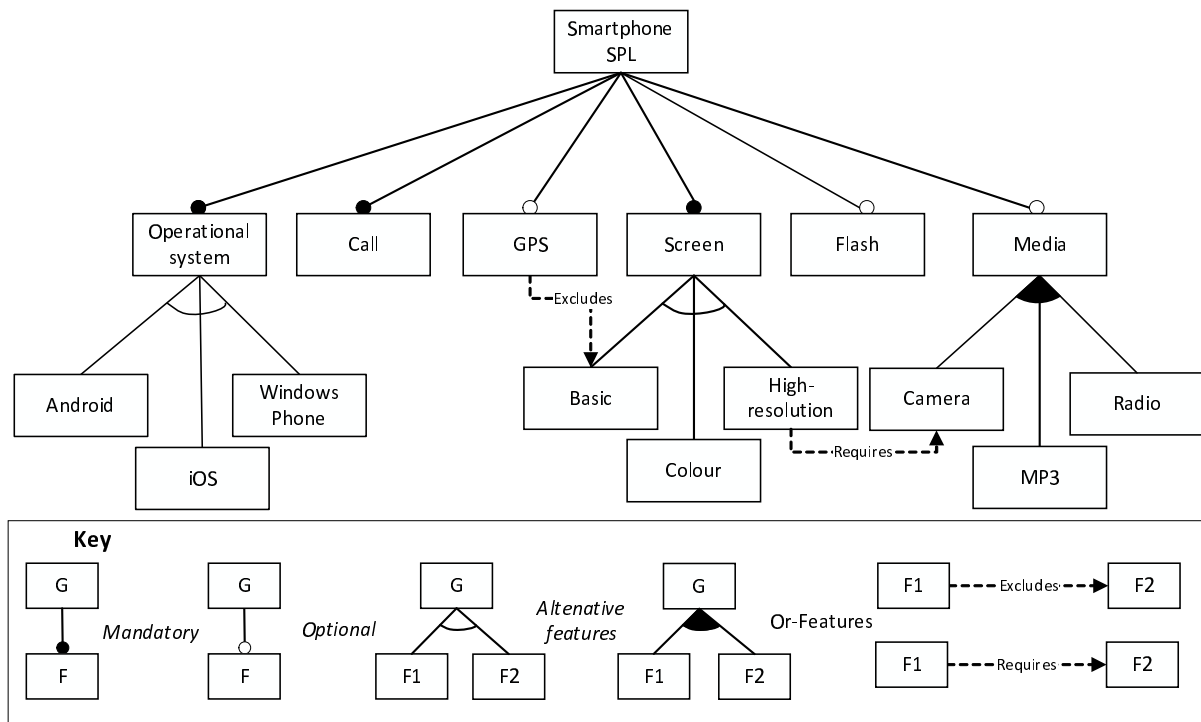 Smartphone
SPL
Operational
system
Call
GPS
Screen
Flash
Media
Excludes
Android
Windows
Phone
iOS
Basic
High-
resolution
Colour
Requires
Camera
Radio
MP3
Key
G
F
Mandatory
G
F
Optional
G
F1
F2
Altenative
features
G
F1
F2
Or-Features
F1
Excludes
F2
F1
Requires
F2